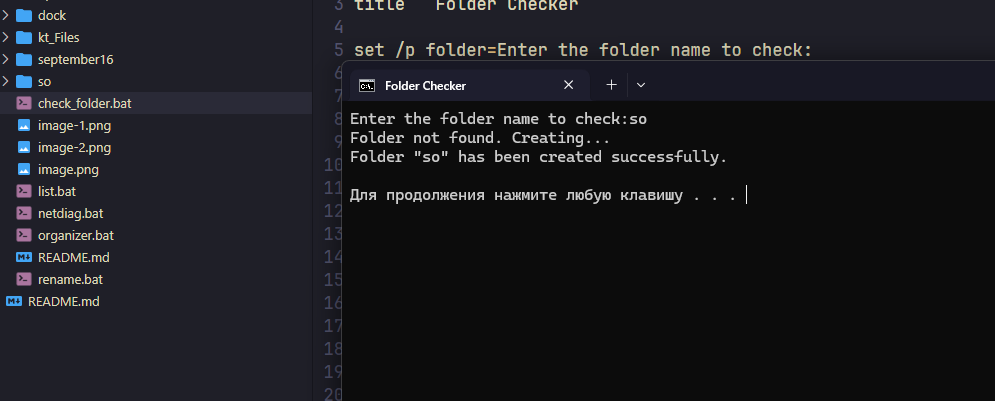 dock
kt_Files
september16
so
check_folder.bat
image-1.png
image-2.png
image.png
list.bat
netdiag.bat
organizer.bat
README.md
rename.bat
README.md
3 title Folder Checker
4
5 set /p folder=Enter the folder name to check:
6
7
8
9
10
11
12
13
14
15
16
17
18
19
20
Folder Checker
Enter the folder name to check:so
Folder not found. Creating...
Folder "so" has been created successfully.
Для продолжения нажмите любую клавишу . . .